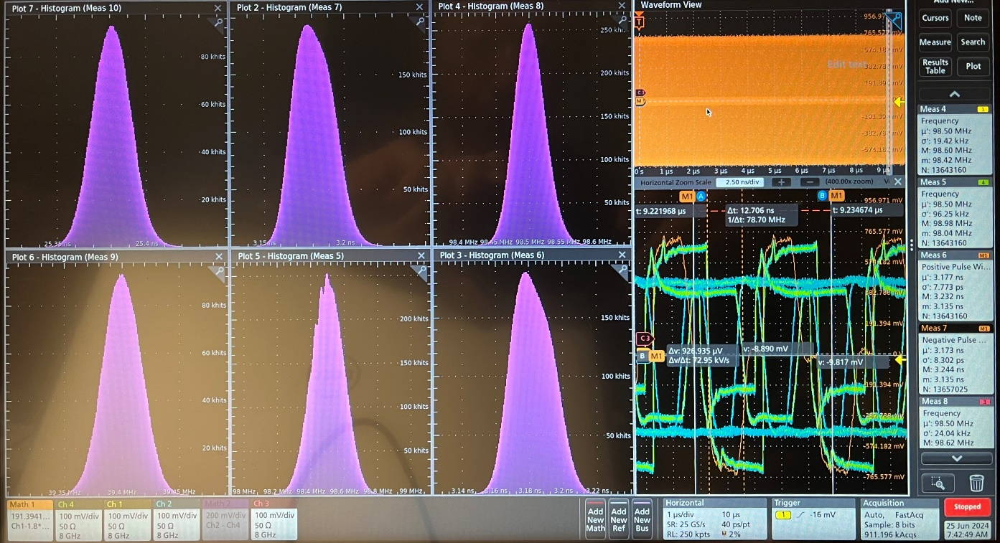 Plot 7 - Histogram (Meas 10)
80 khits
60 khits
40 khits
20 khits
25.35 ns
25.4 ns
Plot 2 - Histogram (Meas 7)
150 khits
100 khits
50 khits
3.15 ns
3.2 ns
Plot 4 - Histogram (Meas 8)
250 kh
200 khits
150 khits
100 khits
50 khits
98.4 MHz
98.45 MHz
98.5 MHz
98.55 MHz
98.6 MHz
Plot 6 - Histogram (Meas 9)
80 khits
60 khits
40 khits
20 khits
39.35 MHz
39.4 MHz
39.45 MHz
Plot 5 - Histogram (Meas 5)
200 khits
150 khits
100 khits
50 khits
98 MHz
98.2 MHz
98.4 MHz
98.6 MHz
98.8 MHz
99 MHz
Plot 3 - Histogram (Meas 6)
150 khits
100 khits
50 khits
3.14 ns
3.16 ns
3.18 ns
3.2 ns
3.22 ns
Waveform View
T
956.97
765.577 mV
574.18 mV
Edit text
382.78 mV
191.39 mV
C 3
M
-191.39 mV
-382.78 mV
-574.18 mV
0 s
1 µs
2 µs
3 µs
4 µs
5 µs
6 µs
7 µs
8 µs
9 µs
Horizontal Zoom Scale
2.50 ns/div
(400.00x zoom)
M1
A
B
M1
956.971 mV
t: 9.221968 µs
Δt: 12.706 ns
1/Δt: 78.70 MHz
t: 9.234674 µs
765.577 mV
574.182 mV
382.788 mV
191.394 mV
C 3
B
M1
Δv: 926.935 µV
Δv/Δt: 72.95 kV/s
v: -8.890 mV
v: -9.817 mV
-191.394 mV
-382.788 mV
-574.182 mV
-765.577 mV
Add New...
Cursors
Note
Measure
Search
Results
Table
Plot
Meas 4
1
Frequency
µ': 98.50 MHz
σ': 19.42 kHz
M: 98.60 MHz
m: 98.42 MHz
N: 13643160
Meas 5
4
Frequency
µ': 98.50 MHz
σ': 96.25 kHz
M: 98.98 MHz
m: 98.04 MHz
N: 13643160
Meas 6
M1
Positive Pulse Wi...
µ': 3.177 ns
σ': 7.773 ps
M: 3.232 ns
m: 3.135 ns
N: 13643160
Meas 7
M1
Negative Pulse ...
µ': 3.173 ns
σ': 8.302 ps
M: 3.244 ns
m: 3.135 ns
N: 13657025
Meas 8
3
Frequency
µ': 98.50 MHz
σ': 24.04 kHz
M: 98.62 MHz
Math 1
191.3941...
Ch1-1.8*...
Ch 4
100 mV/div
50 Ω
8 GHz
Ch 1
100 mV/div
50 Ω
8 GHz
Ch 2
100 mV/div
50 Ω
8 GHz
Math 2
200 mV/div
Ch2 - Ch4
Ch 3
100 mV/div
50 Ω
8 GHz
Add
New
Math
Add
New
Ref
Add
New
Bus
Horizontal
1 µs/div
10 µs
SR: 25 GS/s
40 ps/pt
RL: 250 kpts
2%
Trigger
1
-16 mV
Acquisition
Auto,
FastAcq
Sample: 8 bits
911.196 kAcqs
Stopped
25 Jun 2024
7:42:49 AM